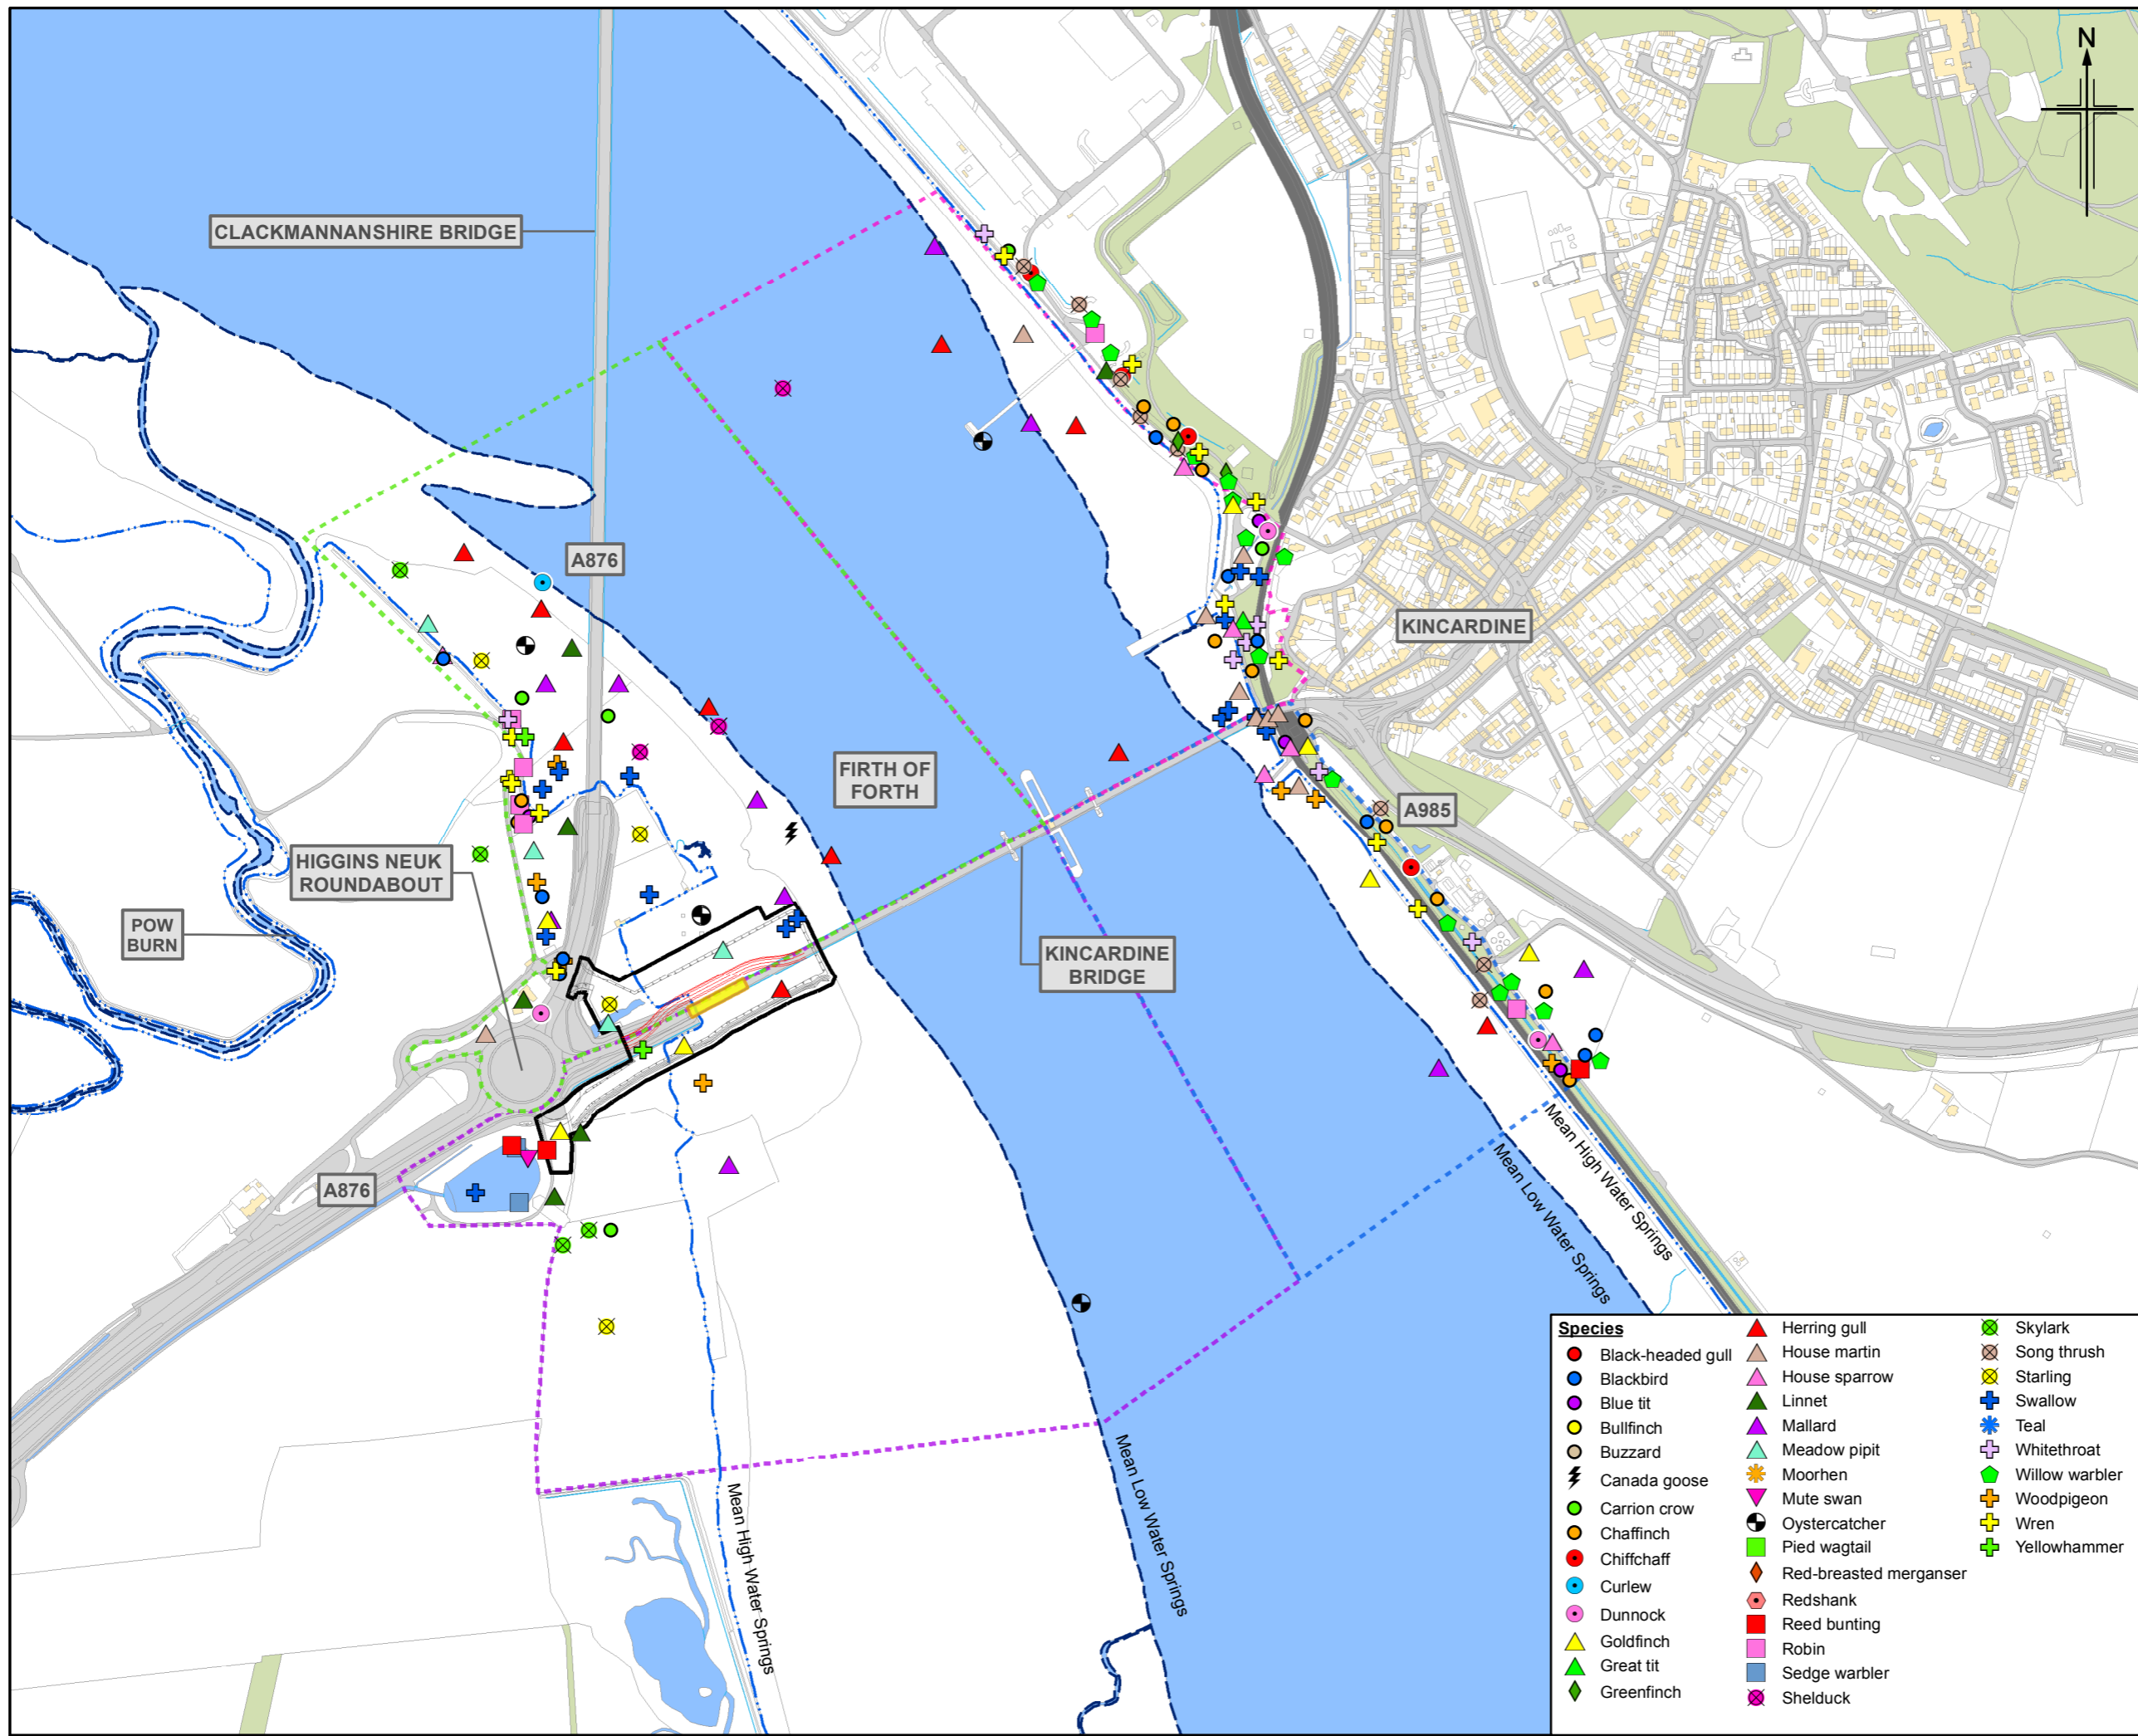 N
CLACKMANNANSHIRE BRIDGE
A876
KINCARDINE
FIRTH OF
FORTH
A985
HIGGINS NEUK
ROUNDABOUT
POW
BURN
KINCARDINE
BRIDGE
A876
Mean High Water Springs
Mean Low Water Springs
Mean Low Water Springs
Mean High Water Springs
Species
Black-headed gull
Blackbird
Blue tit
Bullfinch
Buzzard
Canada goose
Carrion crow
Chaffinch
Chiffchaff
Curlew
Dunnock
Goldfinch
Great tit
Greenfinch
Herring gull
House martin
House sparrow
Linnet
Mallard
Meadow pipit
Moorhen
Mute swan
Oystercatcher
Pied wagtail
Red-breasted merganser
Redshank
Reed bunting
Robin
Sedge warbler
Shelduck
Skylark
Song thrush
Starling
Swallow
Teal
Whitethroat
Willow warbler
Woodpigeon
Wren
Yellowhammer